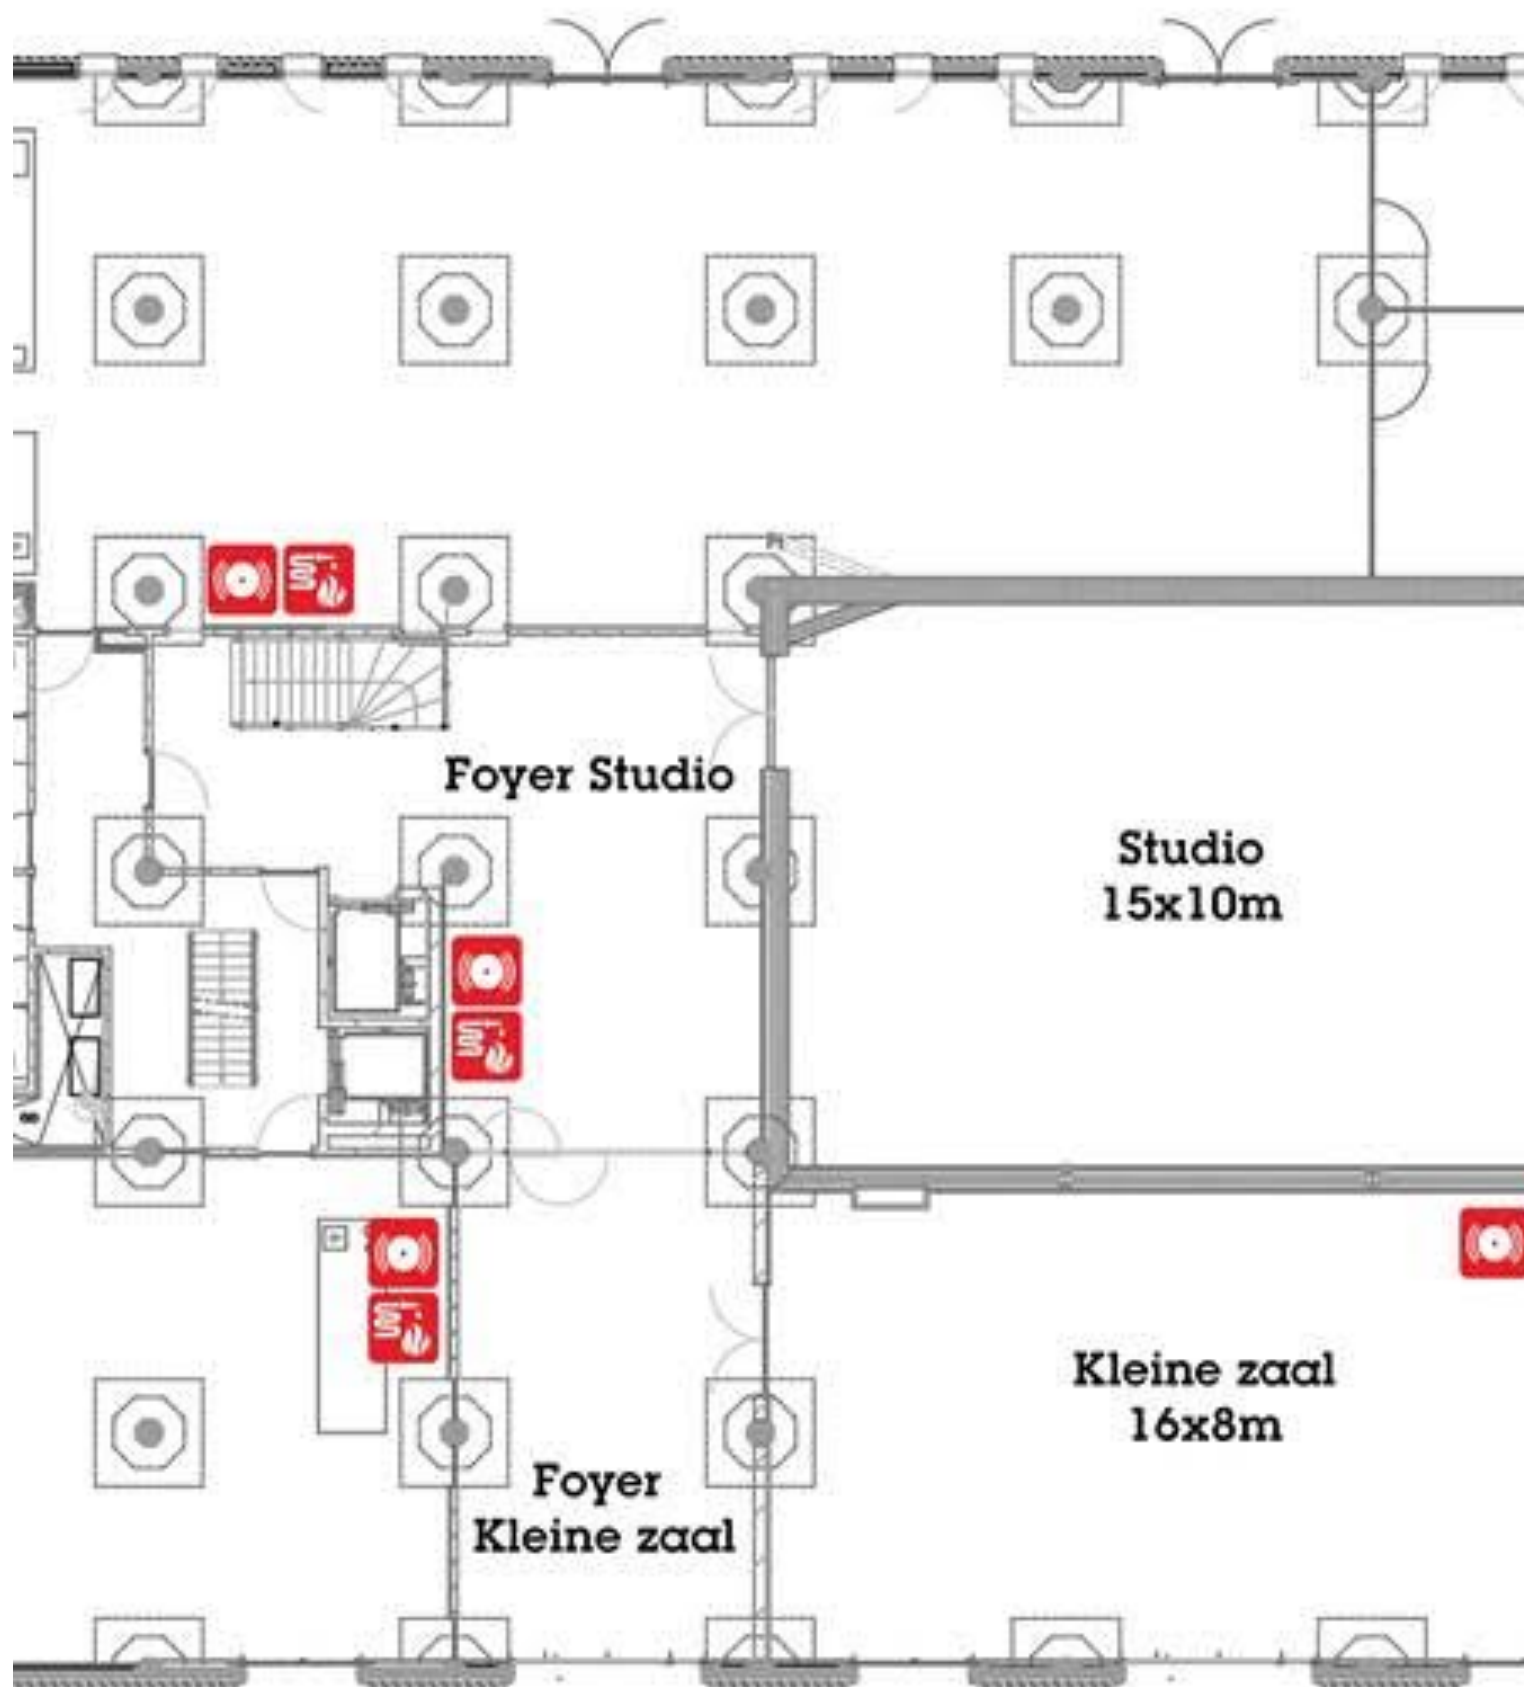 Foyer Studio
Studio
15x10m
Kleine zaal
16x8m
Foyer
Kleine zaal